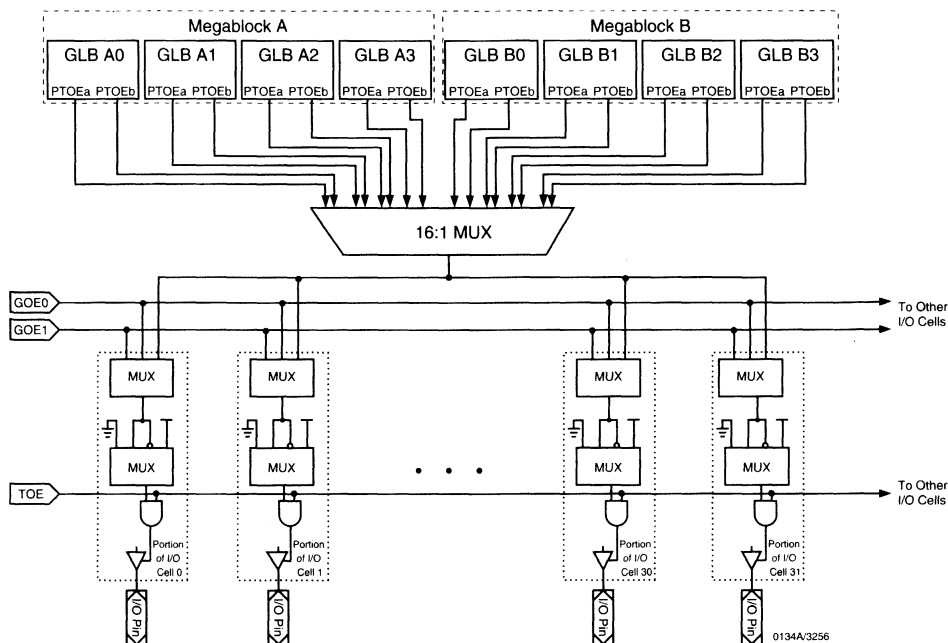 Megablock A Megablock B
GLB A0 GLB A1 GLB A2 GLB A3 GLB B0 GLB B1 GLB B2 GLB B3
PTOEa PTOEb PTOEa PTOEb PTOEa PTOEb PTOEa PTOEb PTOEa PTOEb PTOEa PTOEb PTOEa PTOEb PTOEa PTOEb
16:1 MUX
GOE0
To Other
I/O Cells
GOE1
MUX MUX MUX MUX
MUX MUX MUX MUX
TOE
To Other
I/O Cells
Portion
of I/O
Cell 0
Portion
of I/O
Cell 1
Portion
of I/O
Cell 30
Portion
of I/O
Cell 31
I/O Pin I/O Pin I/O Pin I/O Pin
0134A/3256